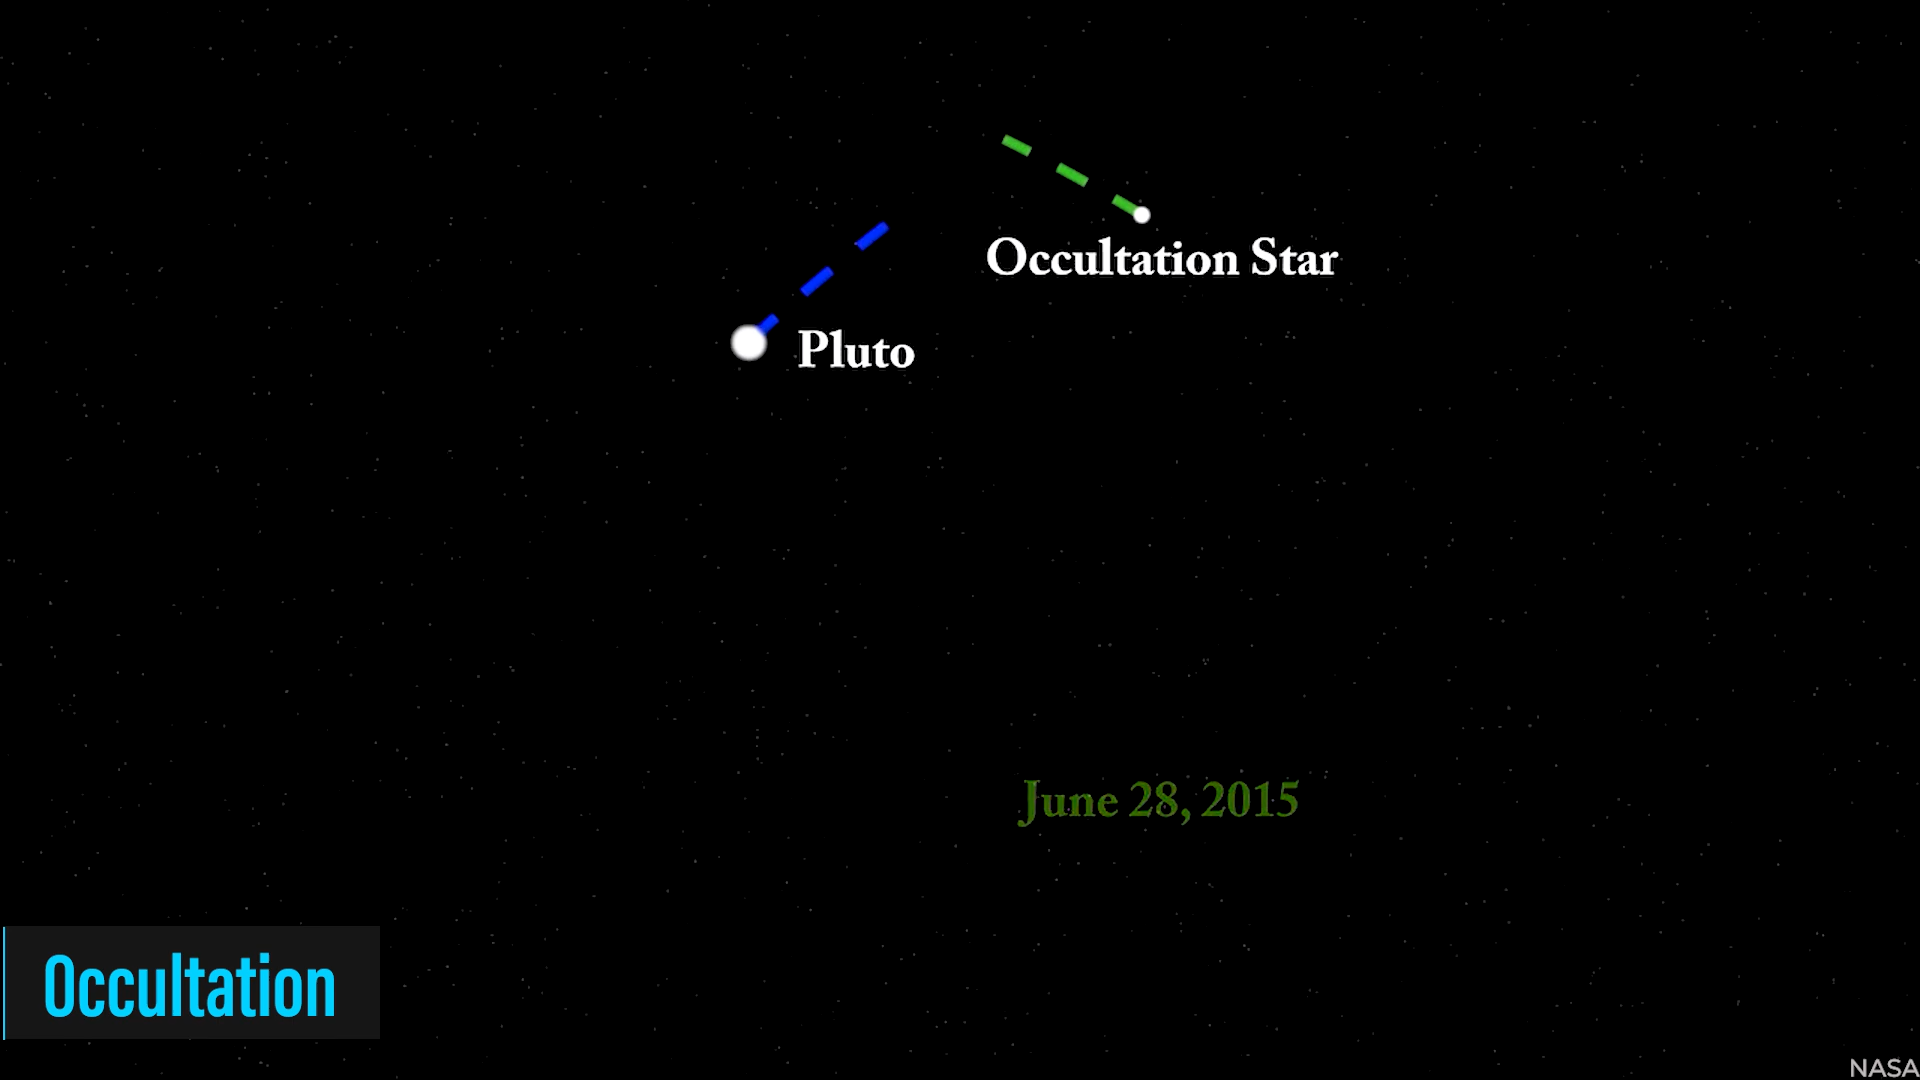 Occultation Star
Pluto
June 28, 2015
Occultation
NASA